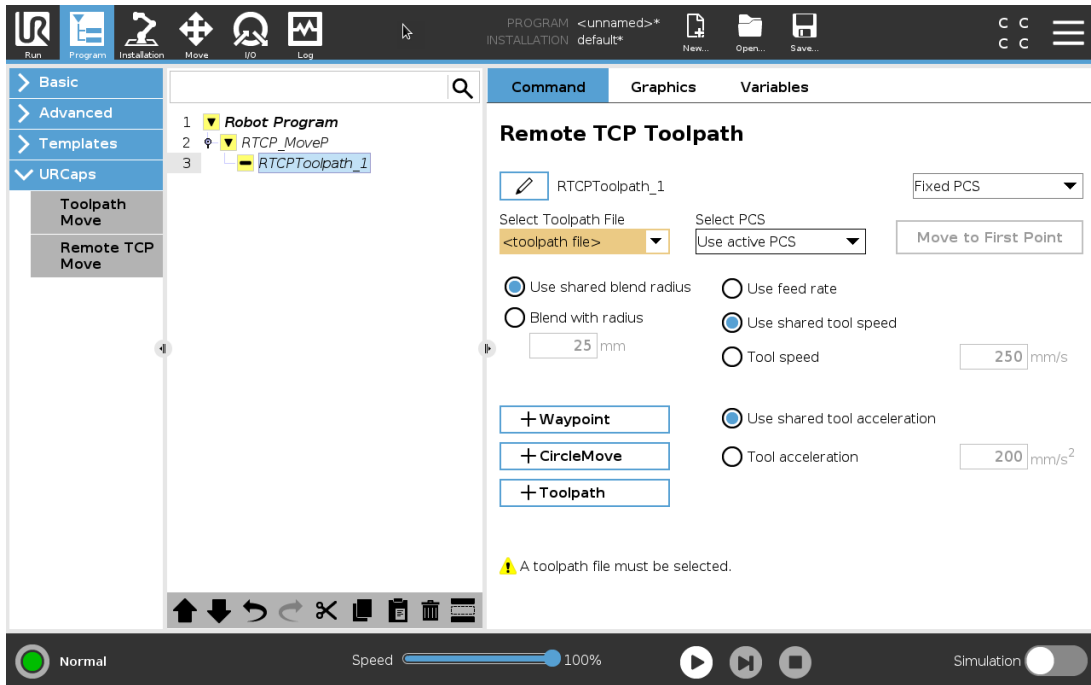 UR
PROGRAM <unnamed>*
INSTALLATION default*
C C
C C
Run
Program
Installation
Move
I/O
Log
New...
Open...
Save...
Basic
Advanced
Templates
URCaps
Toolpath
Move
Remote TCP
Move
1 Robot Program
2 RTCP_MoveP
3 RTCPToolpath_1
Command Graphics Variables
Remote TCP Toolpath
RTCPToolpath_1
Fixed PCS
Select Toolpath File
Select PCS
<toolpath file>
Use active PCS
Move to First Point
Use shared blend radius
Use feed rate
Blend with radius
Use shared tool speed
25 mm
Tool speed
250 mm/s
+Waypoint
Use shared tool acceleration
+CircleMove
Tool acceleration
200 mm/s²
+Toolpath
A toolpath file must be selected.
Normal
Speed
100%
Simulation